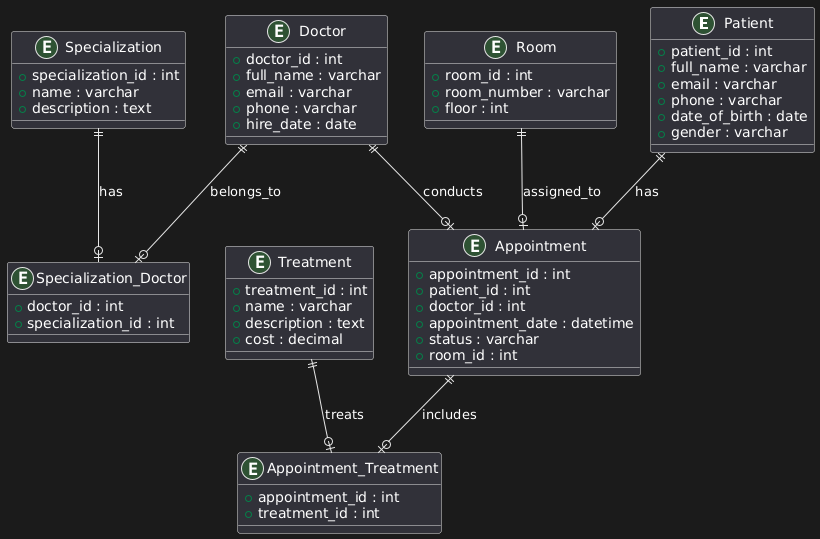 E Specialization
specialization_id : int
name : varchar
description : text
E Doctor
doctor_id : int
full_name : varchar
email : varchar
phone : varchar
hire_date : date
E Room
room_id : int
room_number : varchar
floor : int
E Patient
patient_id : int
full_name : varchar
email : varchar
phone : varchar
date_of_birth : date
gender : varchar
has
belongs_to
conducts
assigned_to
has
E Specialization_Doctor
doctor_id : int
specialization_id : int
E Treatment
treatment_id : int
name : varchar
description : text
cost : decimal
E Appointment
appointment_id : int
patient_id : int
doctor_id : int
appointment_date : datetime
status : varchar
room_id : int
treats
includes
E Appointment_Treatment
appointment_id : int
treatment_id : int